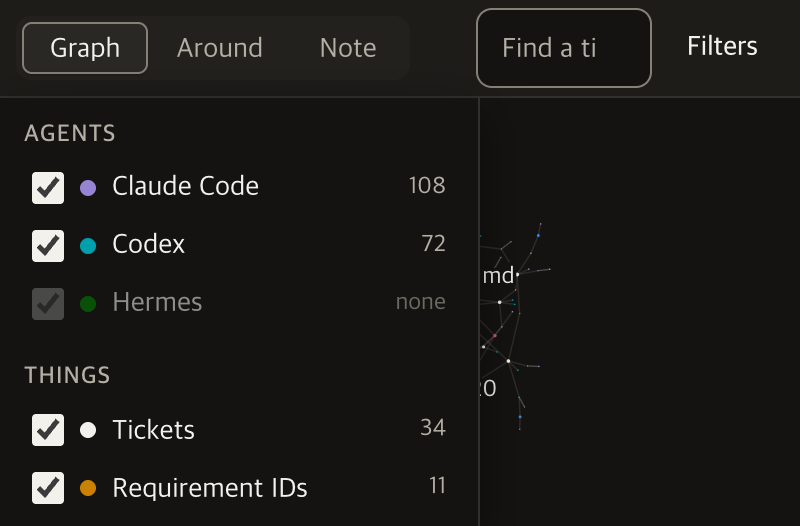 Graph Around Note Find a ti Filters
AGENTS
Claude Code 108
Codex 72
Hermes none
THINGS
Tickets 34
Requirement IDs 11
md
20